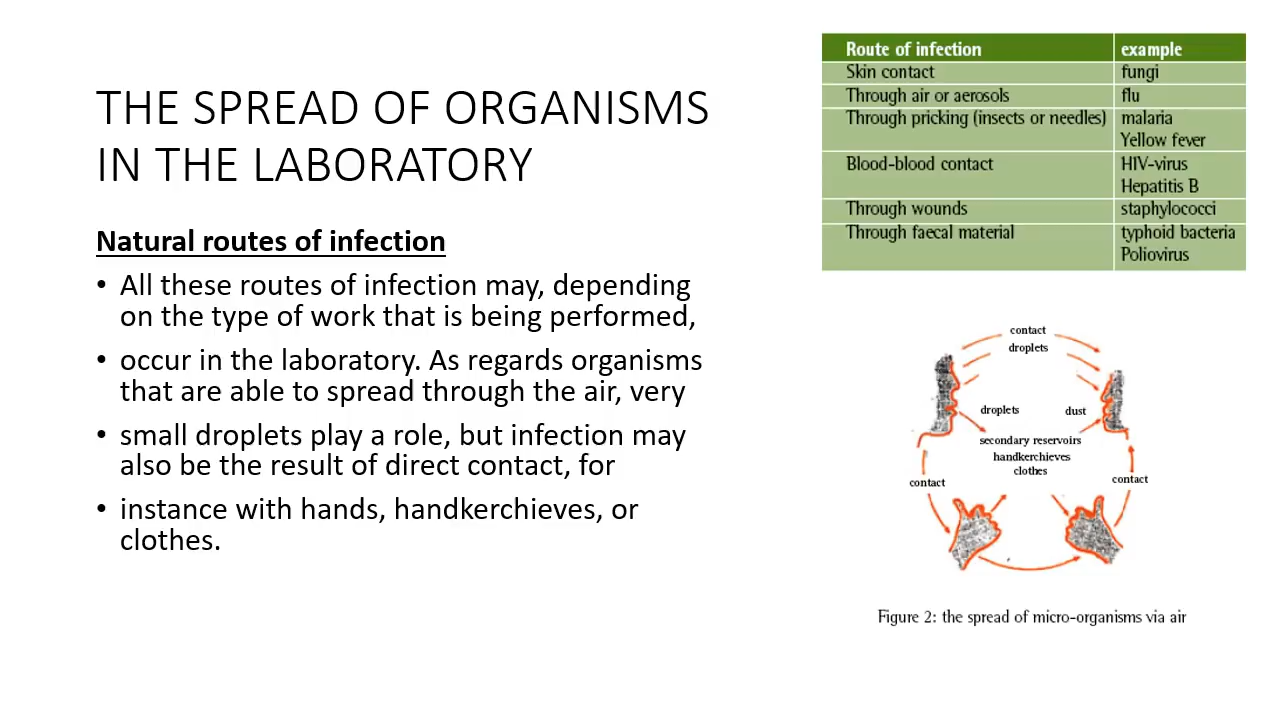 THE SPREAD OF ORGANISMS
IN THE LABORATORY
Natural routes of infection
• All these routes of infection may, depending
on the type of work that is being performed,
• occur in the laboratory. As regards organisms
that are able to spread through the air, very
• small droplets play a role, but infection may
also be the result of direct contact, for
• instance with hands, handkerchieves, or
clothes.
Route of infection example
Skin contact fungi
Through air or aerosols flu
Through pricking (insects or needles) malaria
Yellow fever
Blood-blood contact HIV-virus
Hepatitis B
Through wounds staphylococci
Through faecal material typhoid bacteria
Poliovirus
contact
droplets
droplets dust
secondary reservoirs
handkerchieves
clothes
contact contact
Figure 2: the spread of micro-organisms via air